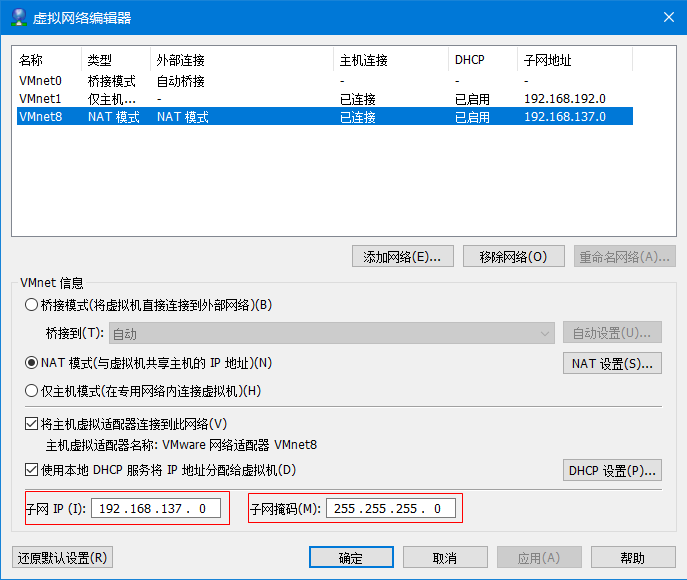 虚拟网络编辑器
名称 类型 外部连接 主机连接 DHCP 子网地址
VMnet0 桥接模式 自动桥接 - - -
VMnet1 仅主机... - 已连接 已启用 192.168.192.0
VMnet8 NAT 模式 NAT 模式 已连接 已启用 192.168.137.0
添加网络(E)... 移除网络(O) 重命名网络(A)...
VMnet 信息
桥接模式(将虚拟机直接连接到外部网络)(B)
桥接到(T): 自动 自动设置(U)...
NAT 模式(与虚拟机共享主机的 IP 地址)(N) NAT 设置(S)...
仅主机模式(在专用网络内连接虚拟机)(H)
将主机虚拟适配器连接到此网络(V)
主机虚拟适配器名称: VMware 网络适配器 VMnet8
使用本地 DHCP 服务将 IP 地址分配给虚拟机(D) DHCP 设置(P)...
子网 IP (I): 192 .168 .137 . 0 子网掩码(M): 255 .255 .255 . 0
还原默认设置(R) 确定 取消 应用(A) 帮助